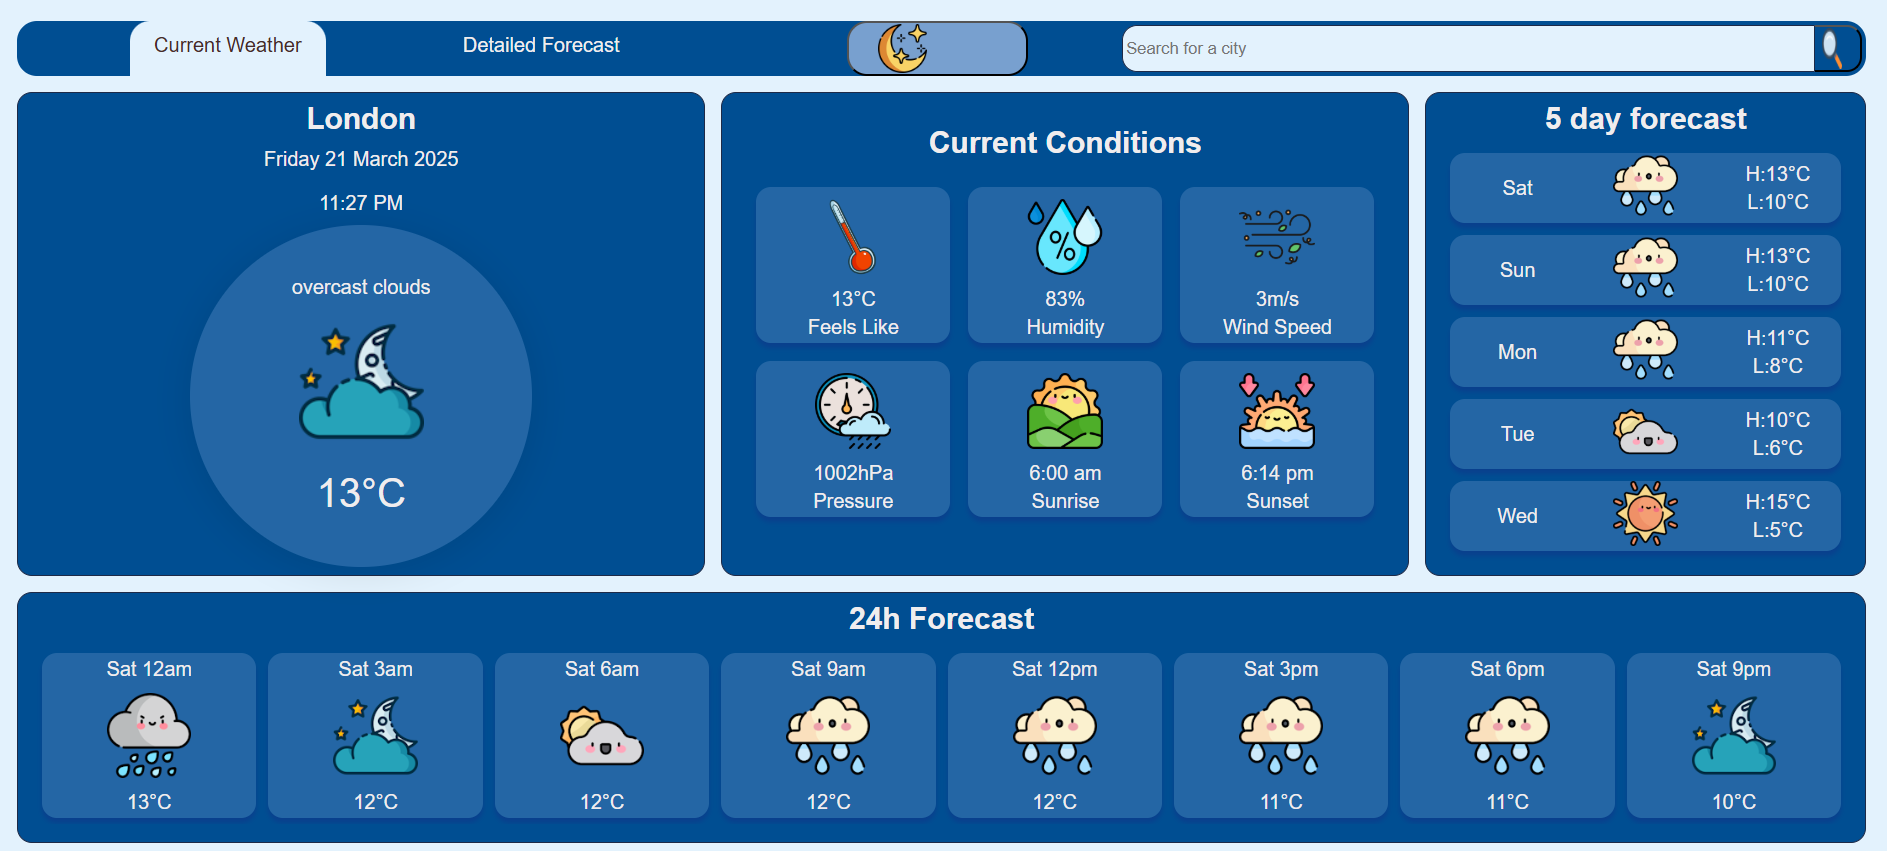 Current Weather
Detailed Forecast
Search for a city
London
Friday 21 March 2025
11:27 PM
overcast clouds
13°C
Current Conditions
13°C
Feels Like
83%
Humidity
3m/s
Wind Speed
1002hPa
Pressure
6:00 am
Sunrise
6:14 pm
Sunset
5 day forecast
Sat
H:13°C
L:10°C
Sun
H:13°C
L:10°C
Mon
H:11°C
L:8°C
Tue
H:10°C
L:6°C
Wed
H:15°C
L:5°C
24h Forecast
Sat 12am
13°C
Sat 3am
12°C
Sat 6am
12°C
Sat 9am
12°C
Sat 12pm
12°C
Sat 3pm
11°C
Sat 6pm
11°C
Sat 9pm
10°C